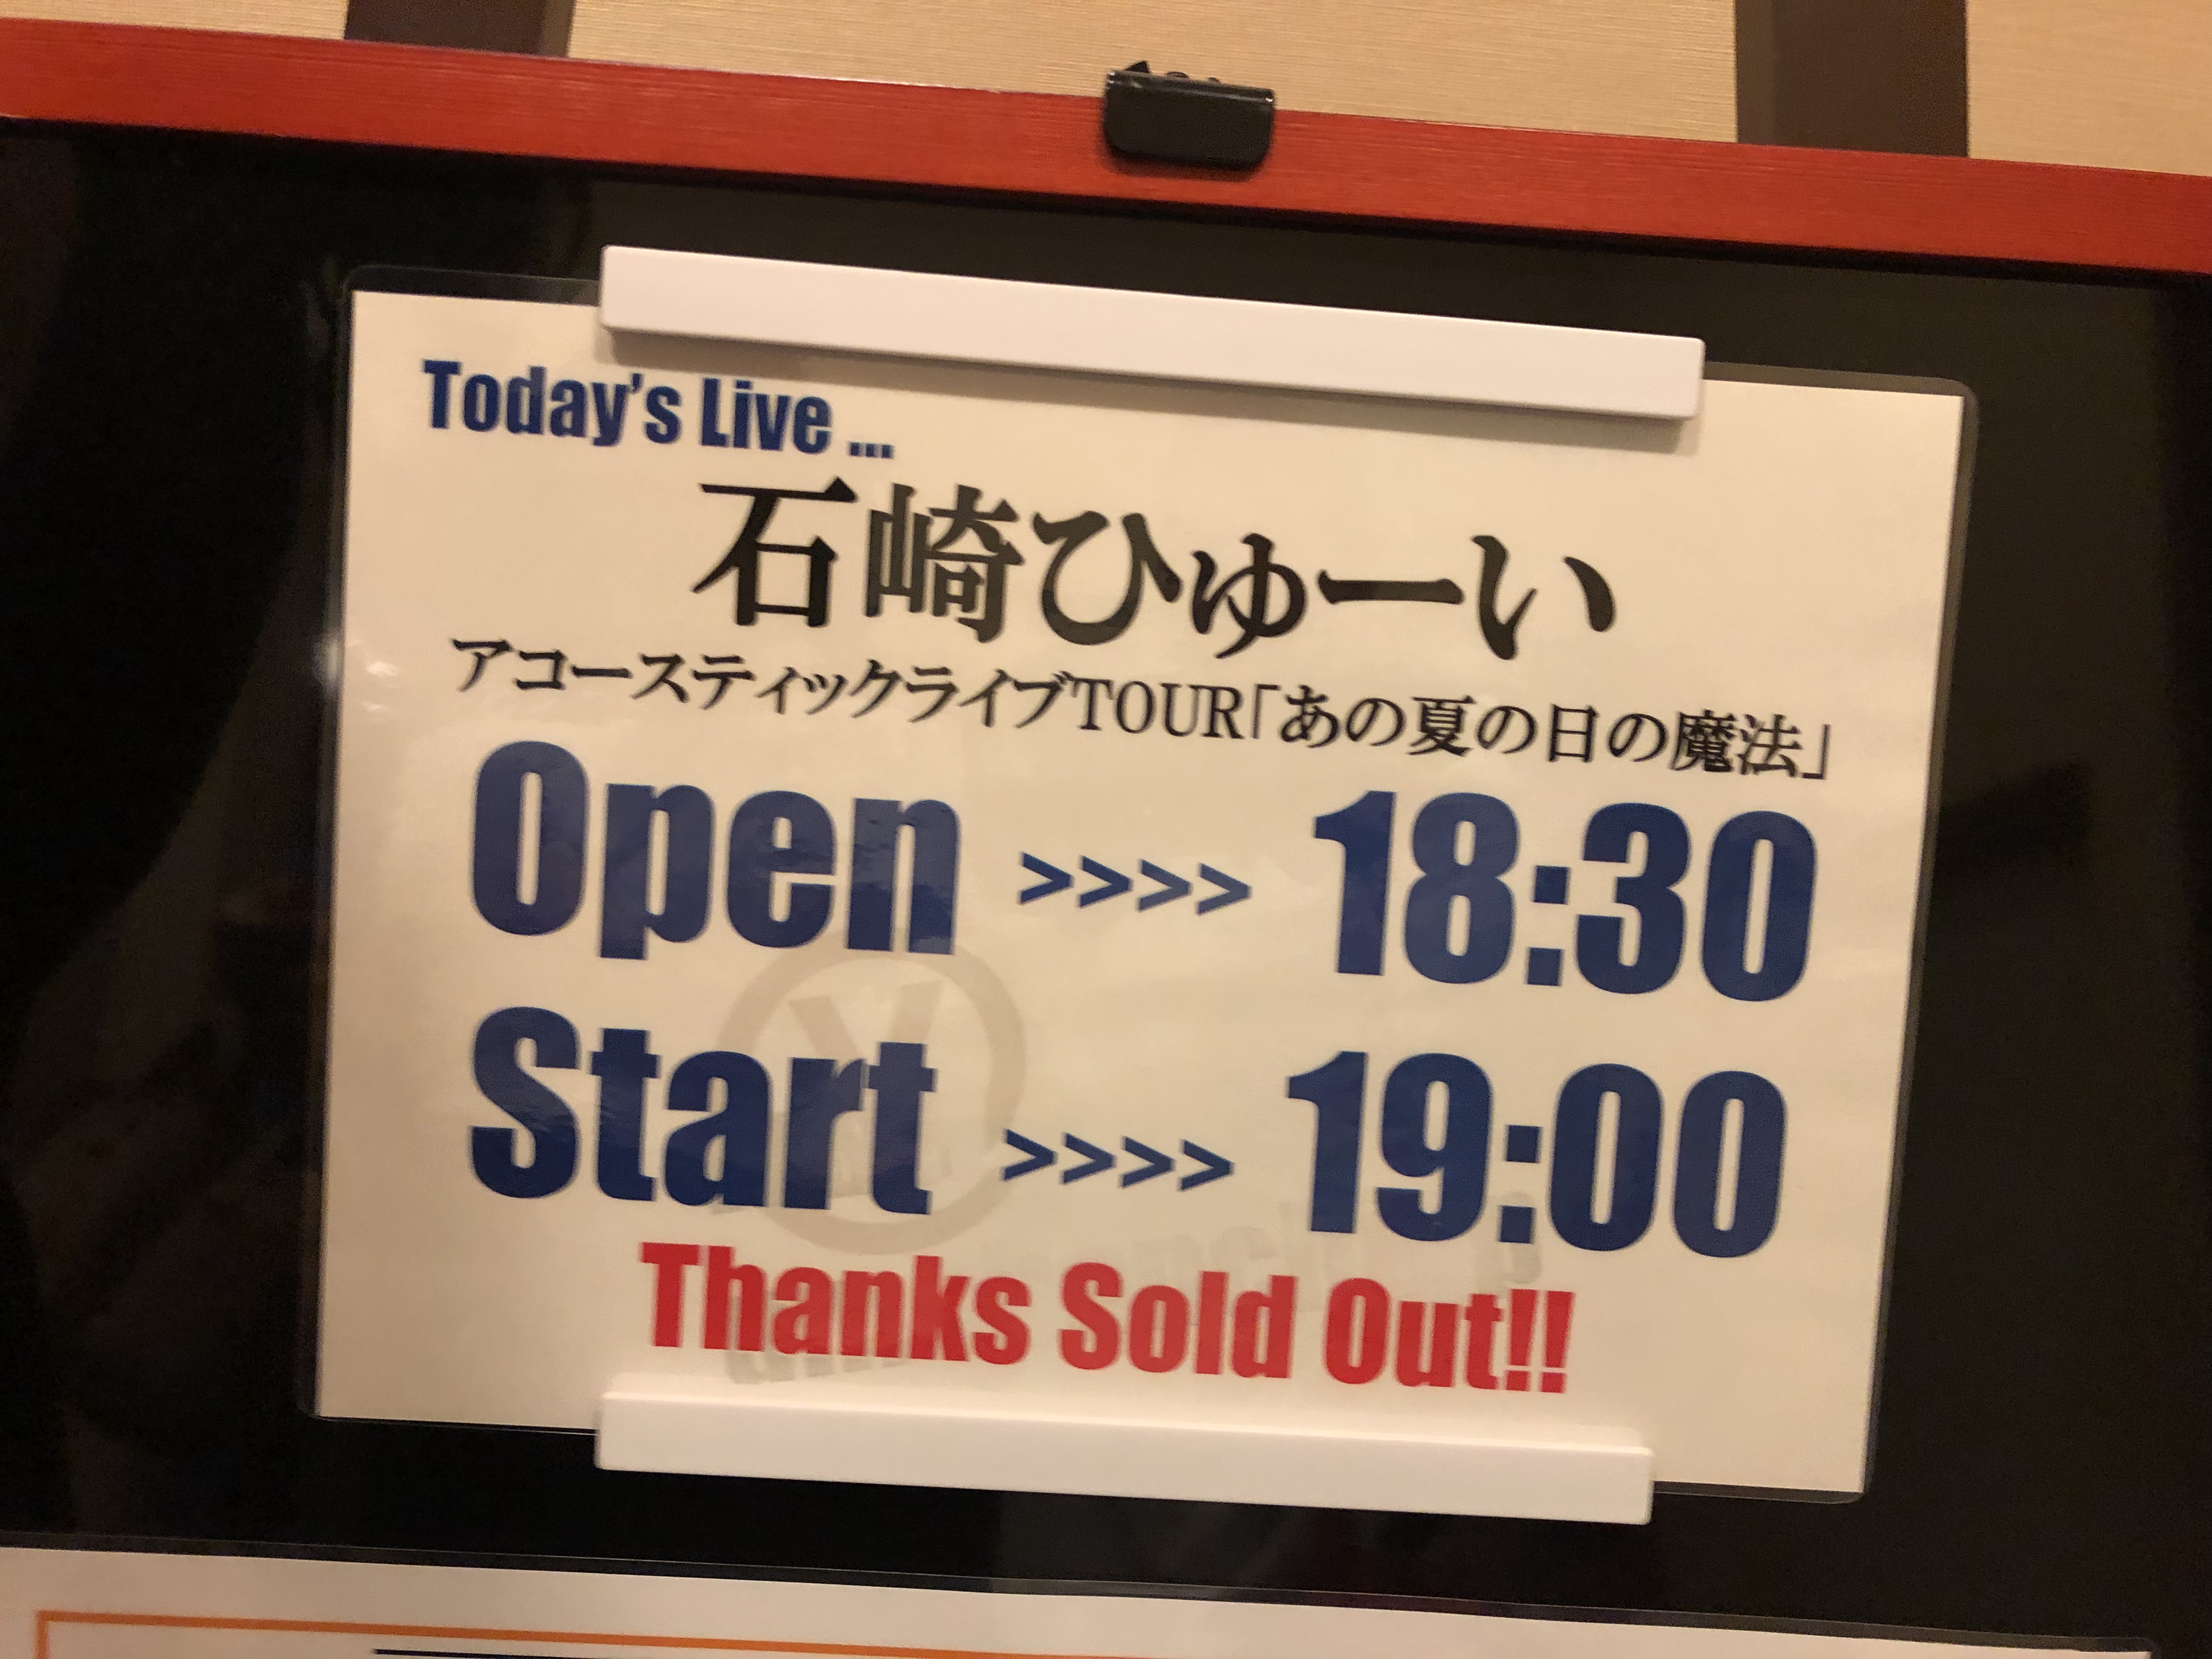 Today's Live ...
石崎ひゅーい
アコースティックライブTOUR「あの夏の日の魔法」
Open >>>> 18:30
Start >>>> 19:00
Thanks Sold Out!!